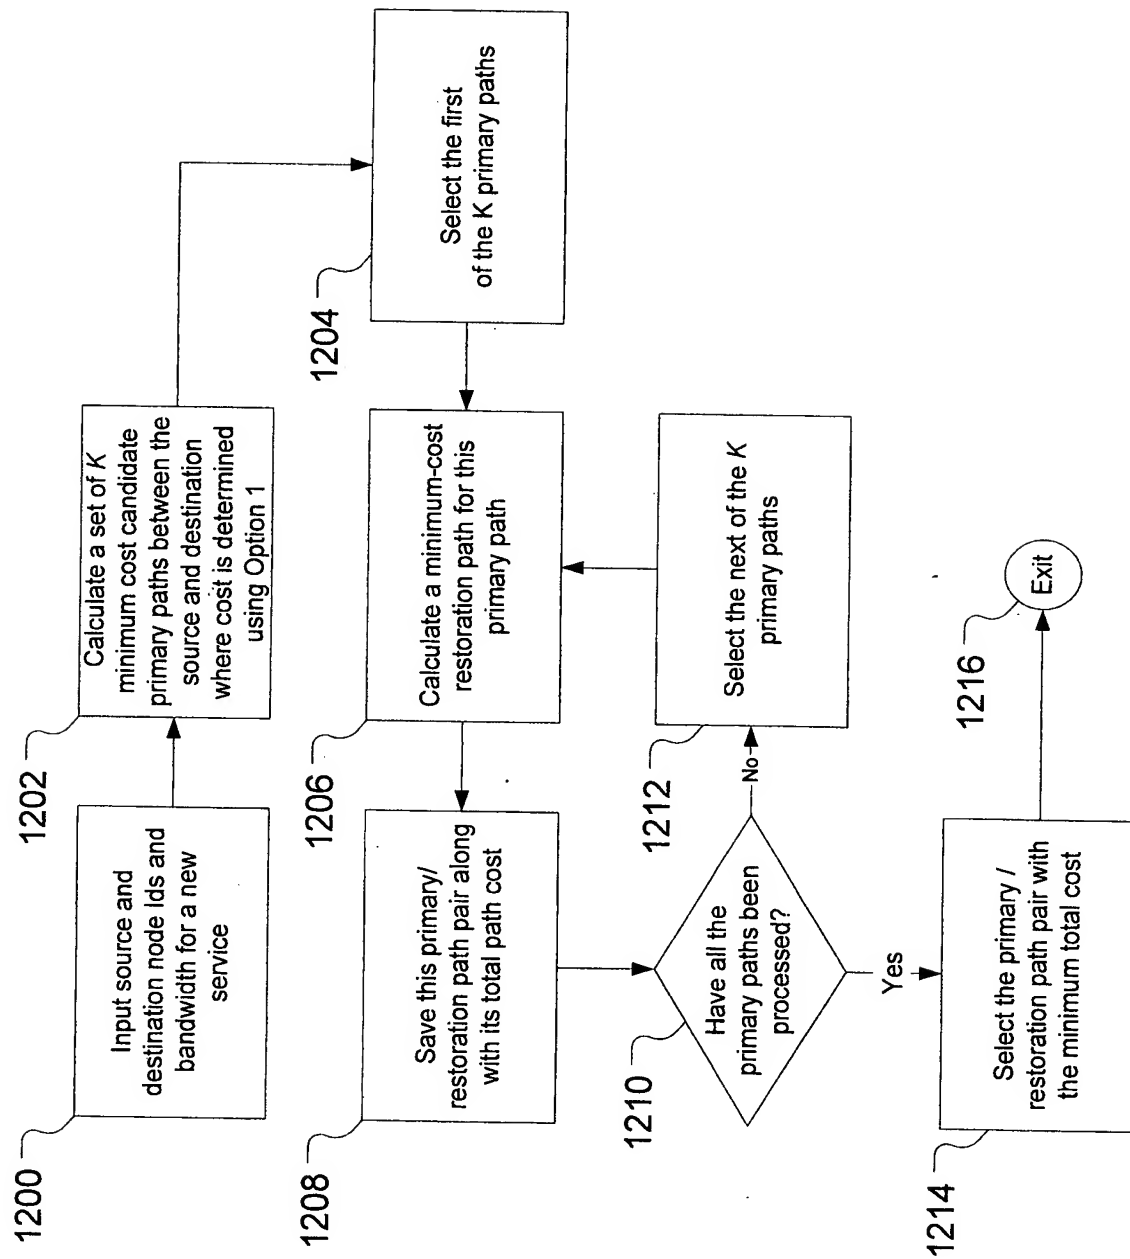 1200
Input source and
destination node Ids and
bandwidth for a new
service
1202
Calculate a set of K
minimum cost candidate
primary paths between the
source and destination
where cost is determined
using Option 1
1204
Select the first
of the K primary paths
1206
Calculate a minimum-cost
restoration path for this
primary path
1208
Save this primary/
restoration path pair along
with its total path cost
1210
Have all the
primary paths been
processed?
No
1212
Select the next of the K
primary paths
Yes
1214
Select the primary /
restoration path pair with
the minimum total cost
1216
Exit